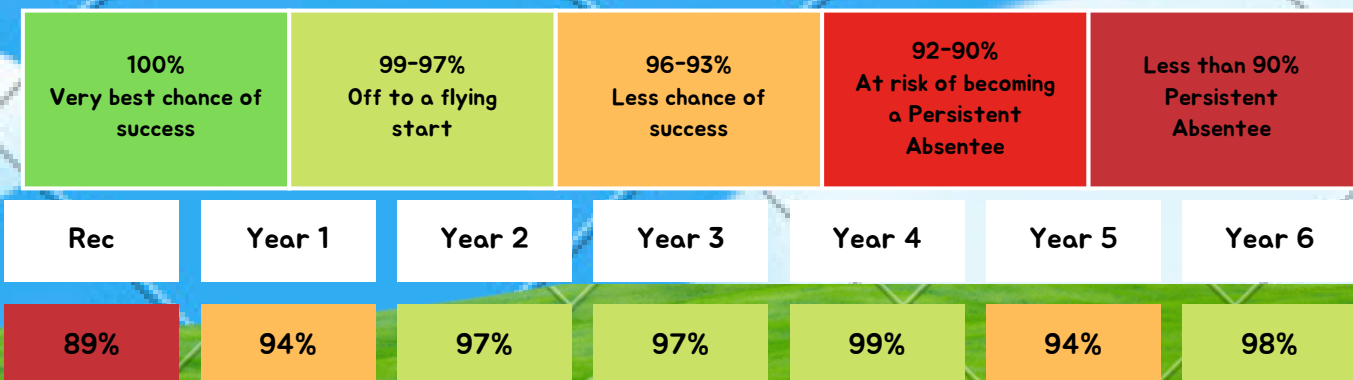 100%
Very best chance of
success
99-97%
Off to a flying
start
96-93%
Less chance of
success
92-90%
At risk of becoming
a Persistent
Absentee
Less than 90%
Persistent
Absentee
Rec Year 1 Year 2 Year 3 Year 4 Year 5 Year 6
89% 94% 97% 97% 99% 94% 98%